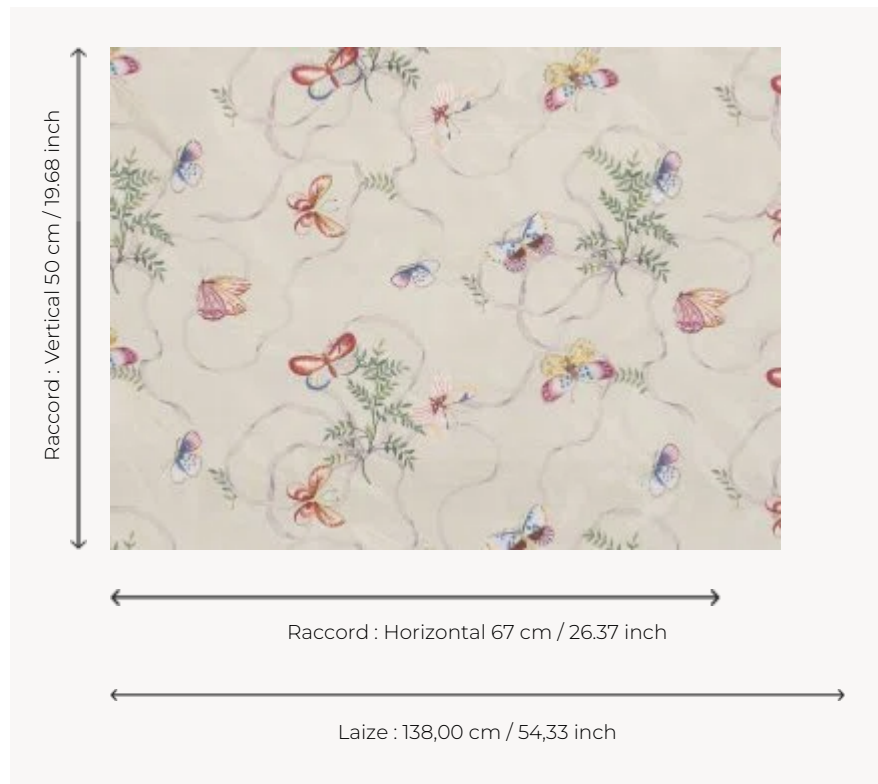 Raccord : Vertical 50 cm / 19.68 inch
Raccord : Horizontal 67 cm / 26.37 inch
Laize : 138,00 cm / 54,33 inch